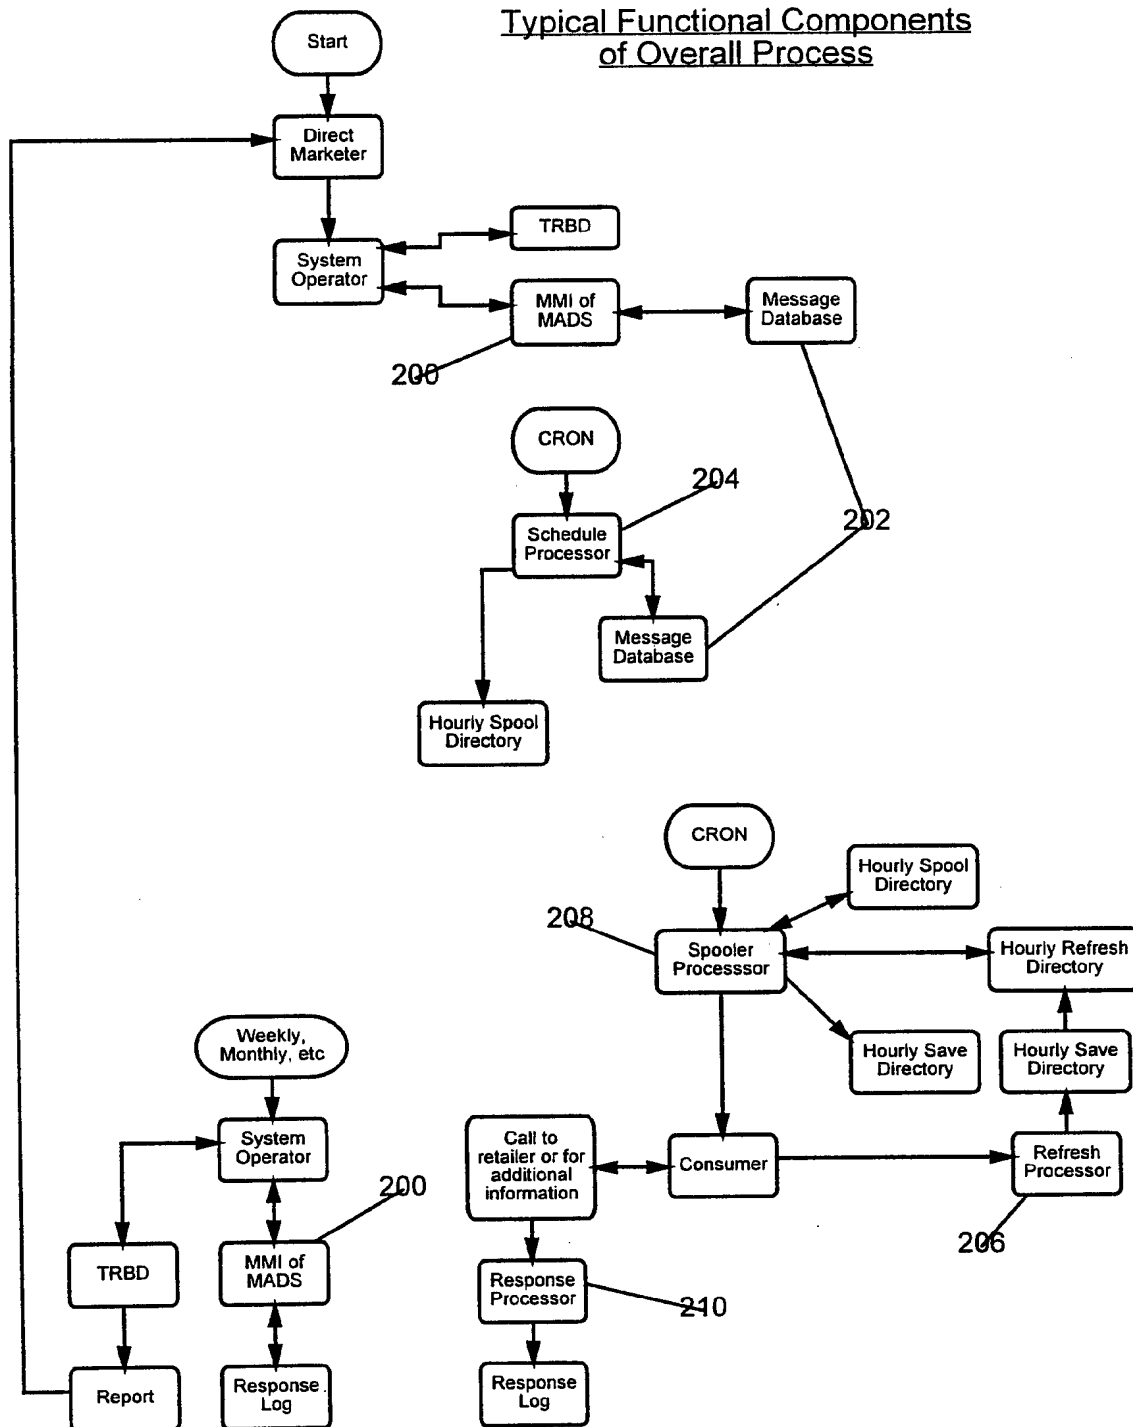 Typical Functional Components
of Overall Process
Start
Direct
Marketer
System
Operator
TRBD
MMI of
MADS
Message
Database
200
CRON
204
202
Schedule
Processor
Message
Database
Hourly Spool
Directory
CRON
Hourly Spool
Directory
208
Spooler
Processsor
Hourly Refresh
Directory
Hourly Save
Directory
Hourly Save
Directory
Weekly,
Monthly, etc
System
Operator
Call to
retailer or for
additional
information
Consumer
Refresh
Processor
200
206
TRBD
MMI of
MADS
Response
Processor
210
Report
Response
Log
Response
Log